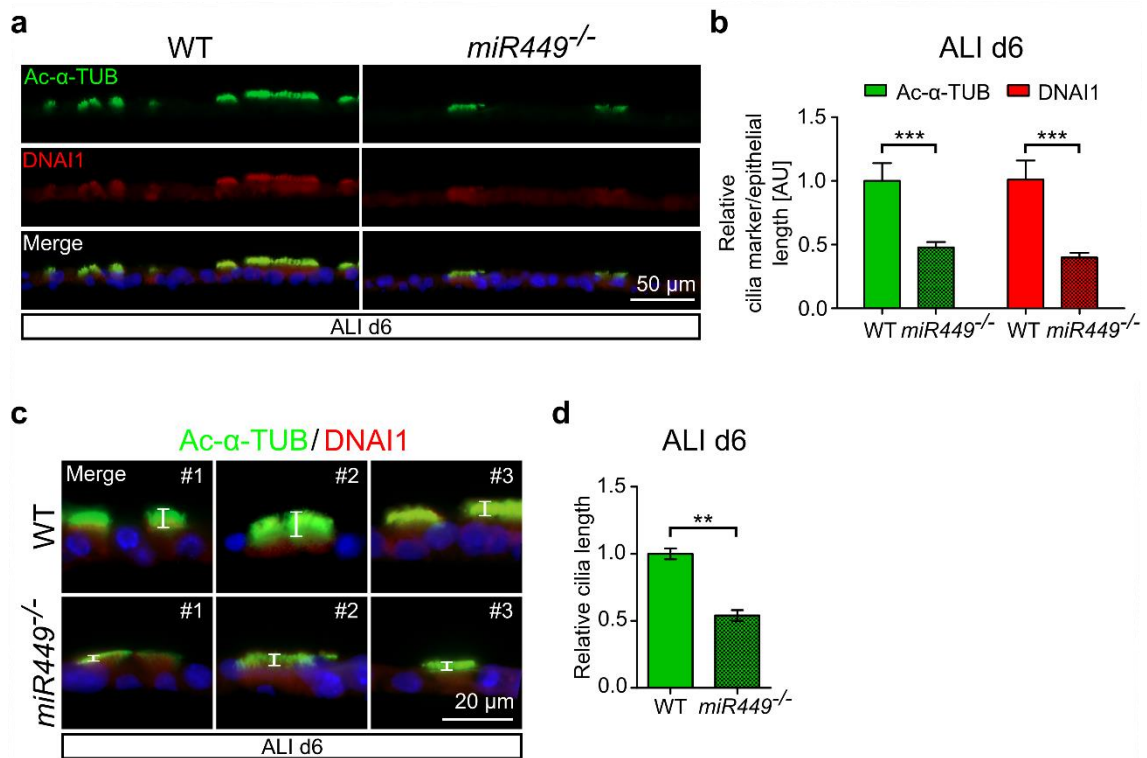 a
WT
miR449-/-
Ac-α-TUB
DNAI1
Merge
50 µm
ALI d6
b
ALI d6
Ac-α-TUB
DNAI1
Relative
cilia marker/epithelial
length [AU]
1.5
1.0
0.5
0.0
***
***
WT miR449-/-
WT miR449-/-
c
Ac-α-TUB/DNAI1
WT
Merge
#1
#2
#3
miR449-/-
#1
#2
#3
20 µm
ALI d6
d
ALI d6
Relative cilia length
1.5
1.0
0.5
0.0
**
WT miR449-/-